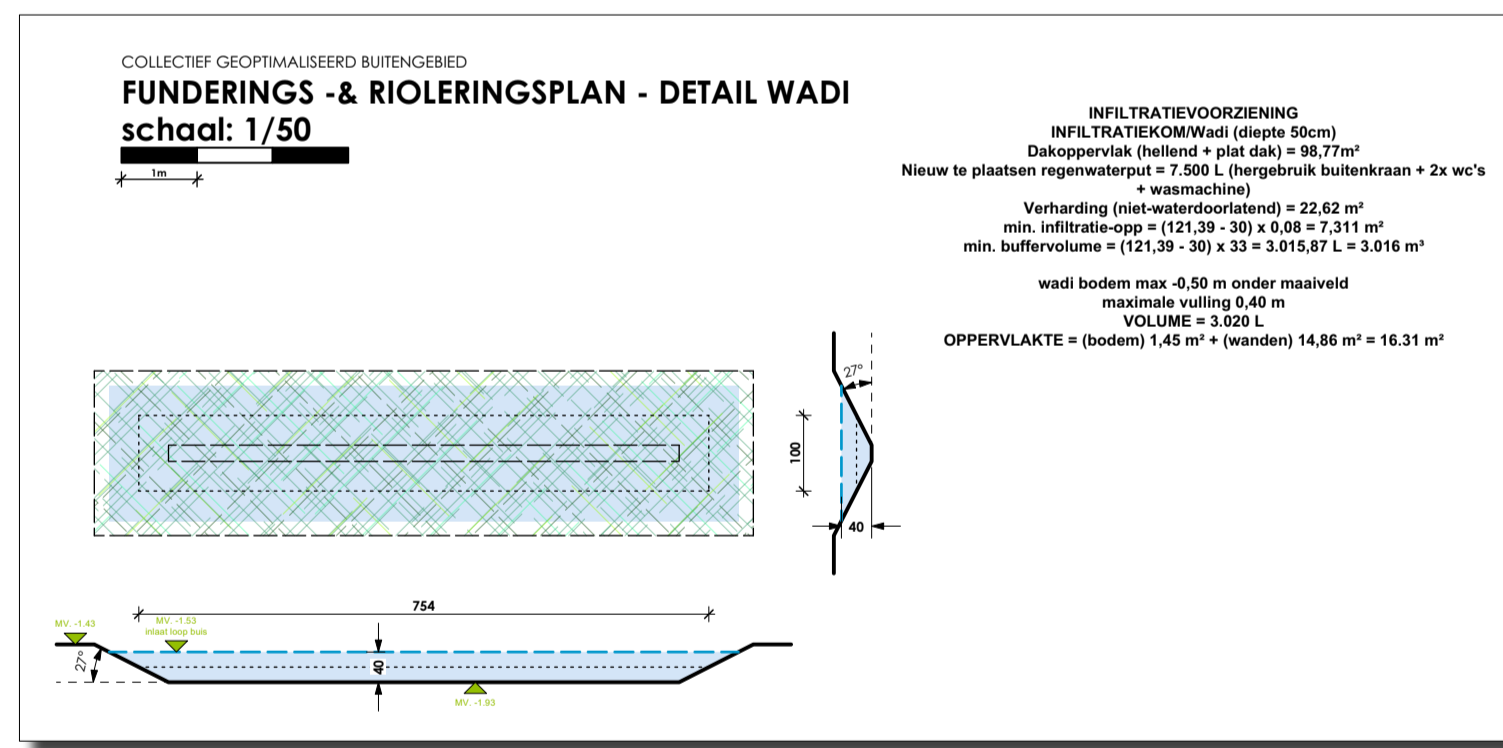 COLLECTIEF GEOPTIMALISEERD BUITENGEBIED
FUNDERINGS -& RIOLERINGSPLAN - DETAIL WADI
schaal: 1/50
1m
INFILTRATIEVOORZIENING
INFILTRATIEKOM/Wadi (diepte 50cm)
Dakoppervlak (hellend + plat dak) = 98,77m²
Nieuw te plaatsen regenwaterput = 7.500 L (hergebruik buitenkraan + 2x wc's
+ wasmachine)
Verharding (niet-waterdoorlatend) = 22,62 m²
min. infiltratie-opp = (121,39 - 30) x 0,08 = 7,311 m²
min. buffervolume = (121,39 - 30) x 33 = 3.015,87 L = 3.016 m³
wadi bodem max -0,50 m onder maaiveld
maximale vulling 0,40 m
VOLUME = 3.020 L
OPPERVLAKTE = (bodem) 1,45 m² + (wanden) 14,86 m² = 16.31 m²
27°
100
40
754
MV. -1.43
MV. -1.53
inlaat loop buis
27°
40
MV. -1.93